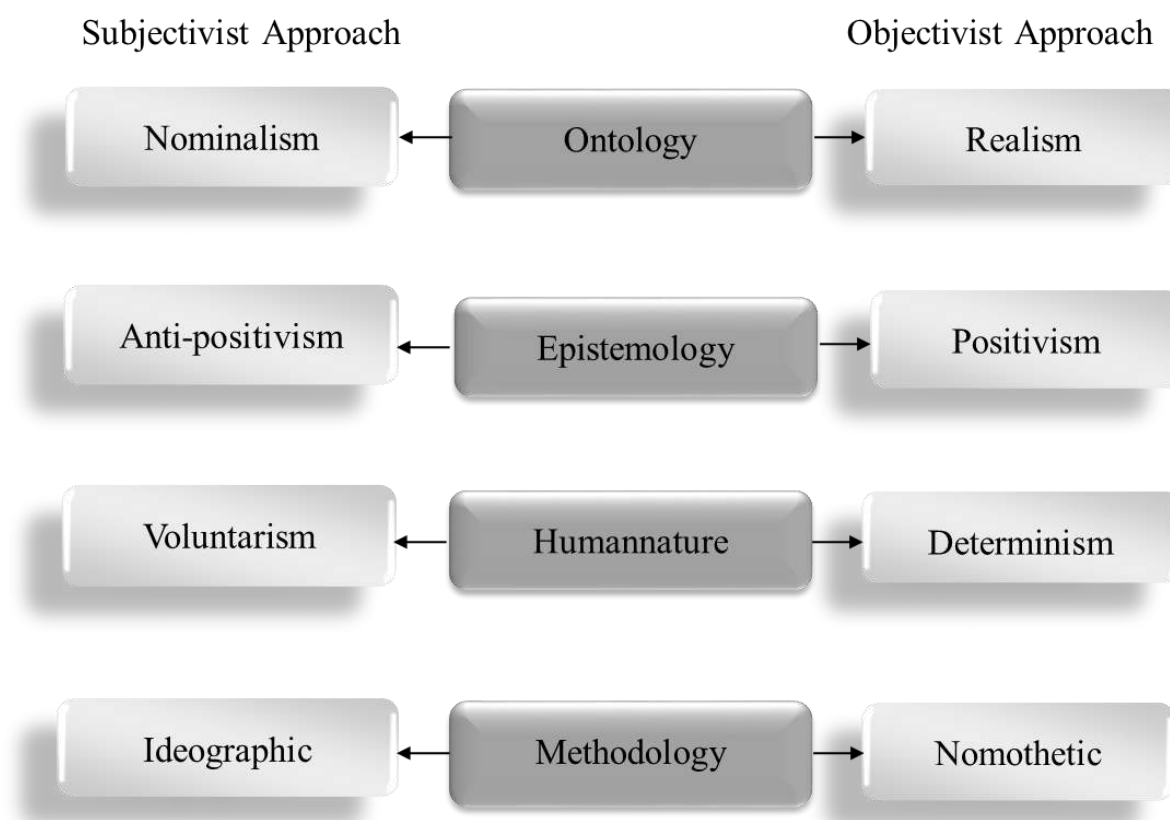 Subjectivist Approach
Objectivist Approach
Nominalism
Ontology
Realism
Anti-positivism
Epistemology
Positivism
Voluntarism
Humannature
Determinism
Ideographic
Methodology
Nomothetic